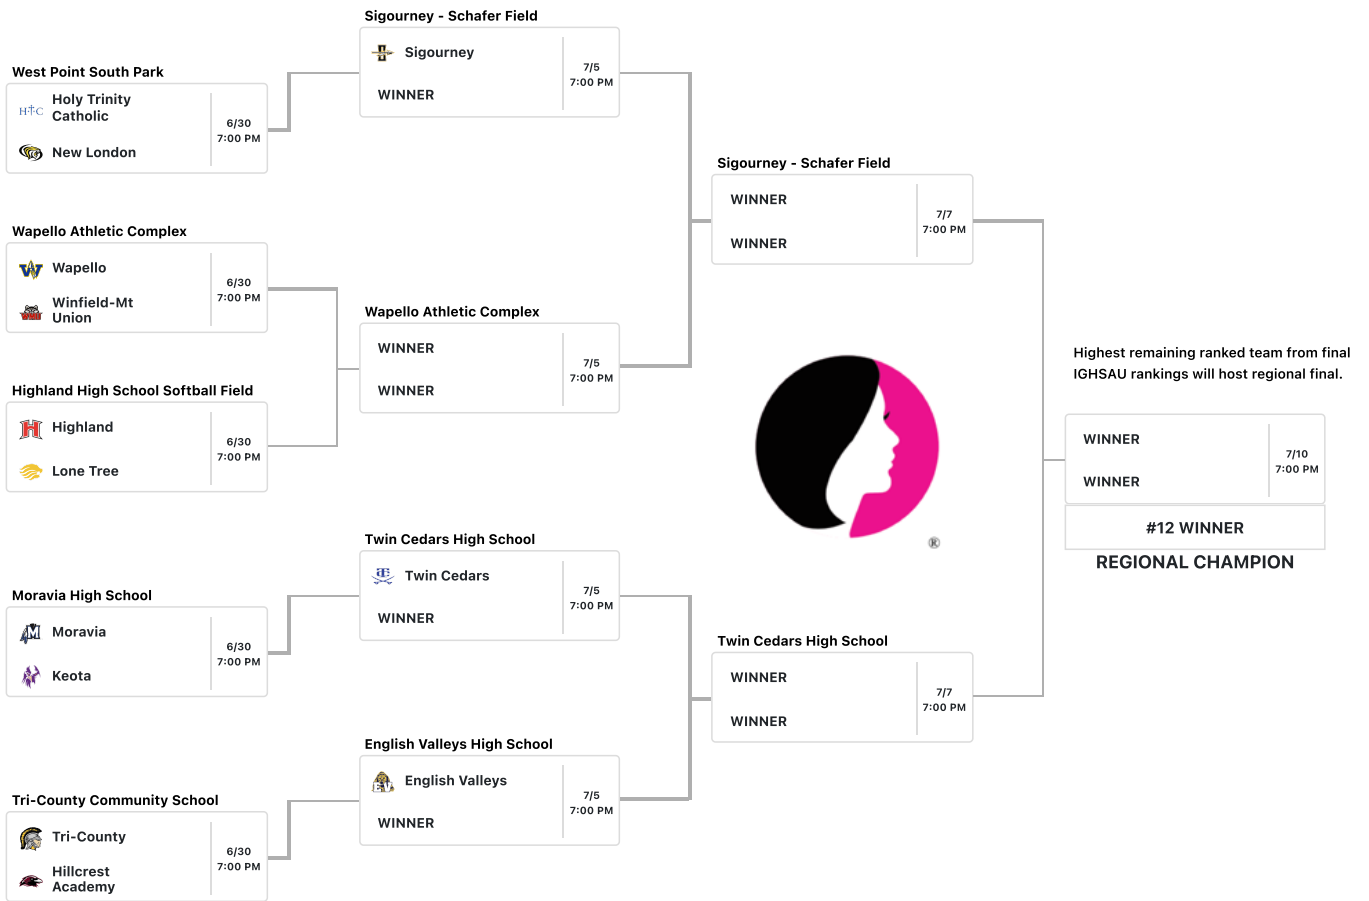 Sigourney - Schafer Field
Sigourney
WINNER
7/5
7:00 PM
West Point South Park
H†C
Holy Trinity
Catholic
New London
6/30
7:00 PM
Sigourney - Schafer Field
WINNER
WINNER
7/7
7:00 PM
Wapello Athletic Complex
W
Wapello
Winfield-Mt
Union
6/30
7:00 PM
Wapello Athletic Complex
WINNER
WINNER
7/5
7:00 PM
Highland High School Softball Field
H
Highland
Lone Tree
6/30
7:00 PM
Highest remaining ranked team from final
IGHSAU rankings will host regional final.
WINNER
WINNER
7/10
7:00 PM
#12 WINNER
REGIONAL CHAMPION
®
Twin Cedars High School
TC
Twin Cedars
WINNER
7/5
7:00 PM
Moravia High School
M
Moravia
Keota
6/30
7:00 PM
Twin Cedars High School
WINNER
WINNER
7/7
7:00 PM
English Valleys High School
EV
English Valleys
WINNER
7/5
7:00 PM
Tri-County Community School
Tri-County
Hillcrest
Academy
6/30
7:00 PM